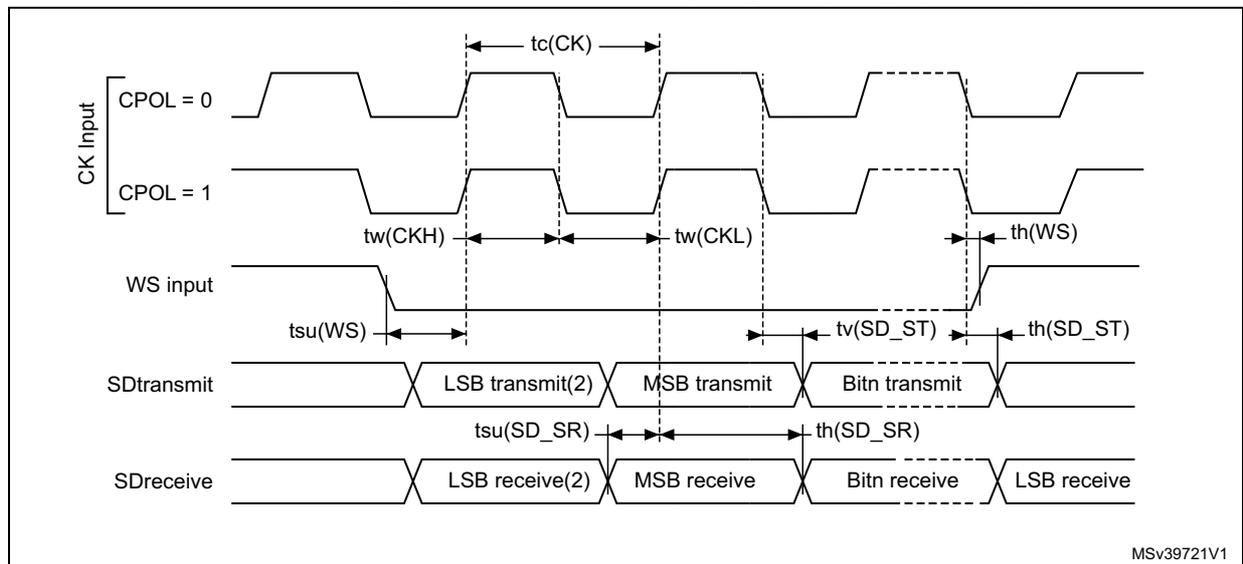 tc(CK)
CK Input
CPOL = 0
CPOL = 1
tw(CKH)
tw(CKL)
th(WS)
WS input
tsu(WS)
tv(SD_ST)
th(SD_ST)
SDtransmit
LSB transmit(2)
MSB transmit
Bitn transmit
tsu(SD_SR)
th(SD_SR)
SDreceive
LSB receive(2)
MSB receive
Bitn receive
LSB receive
MSv39721V1